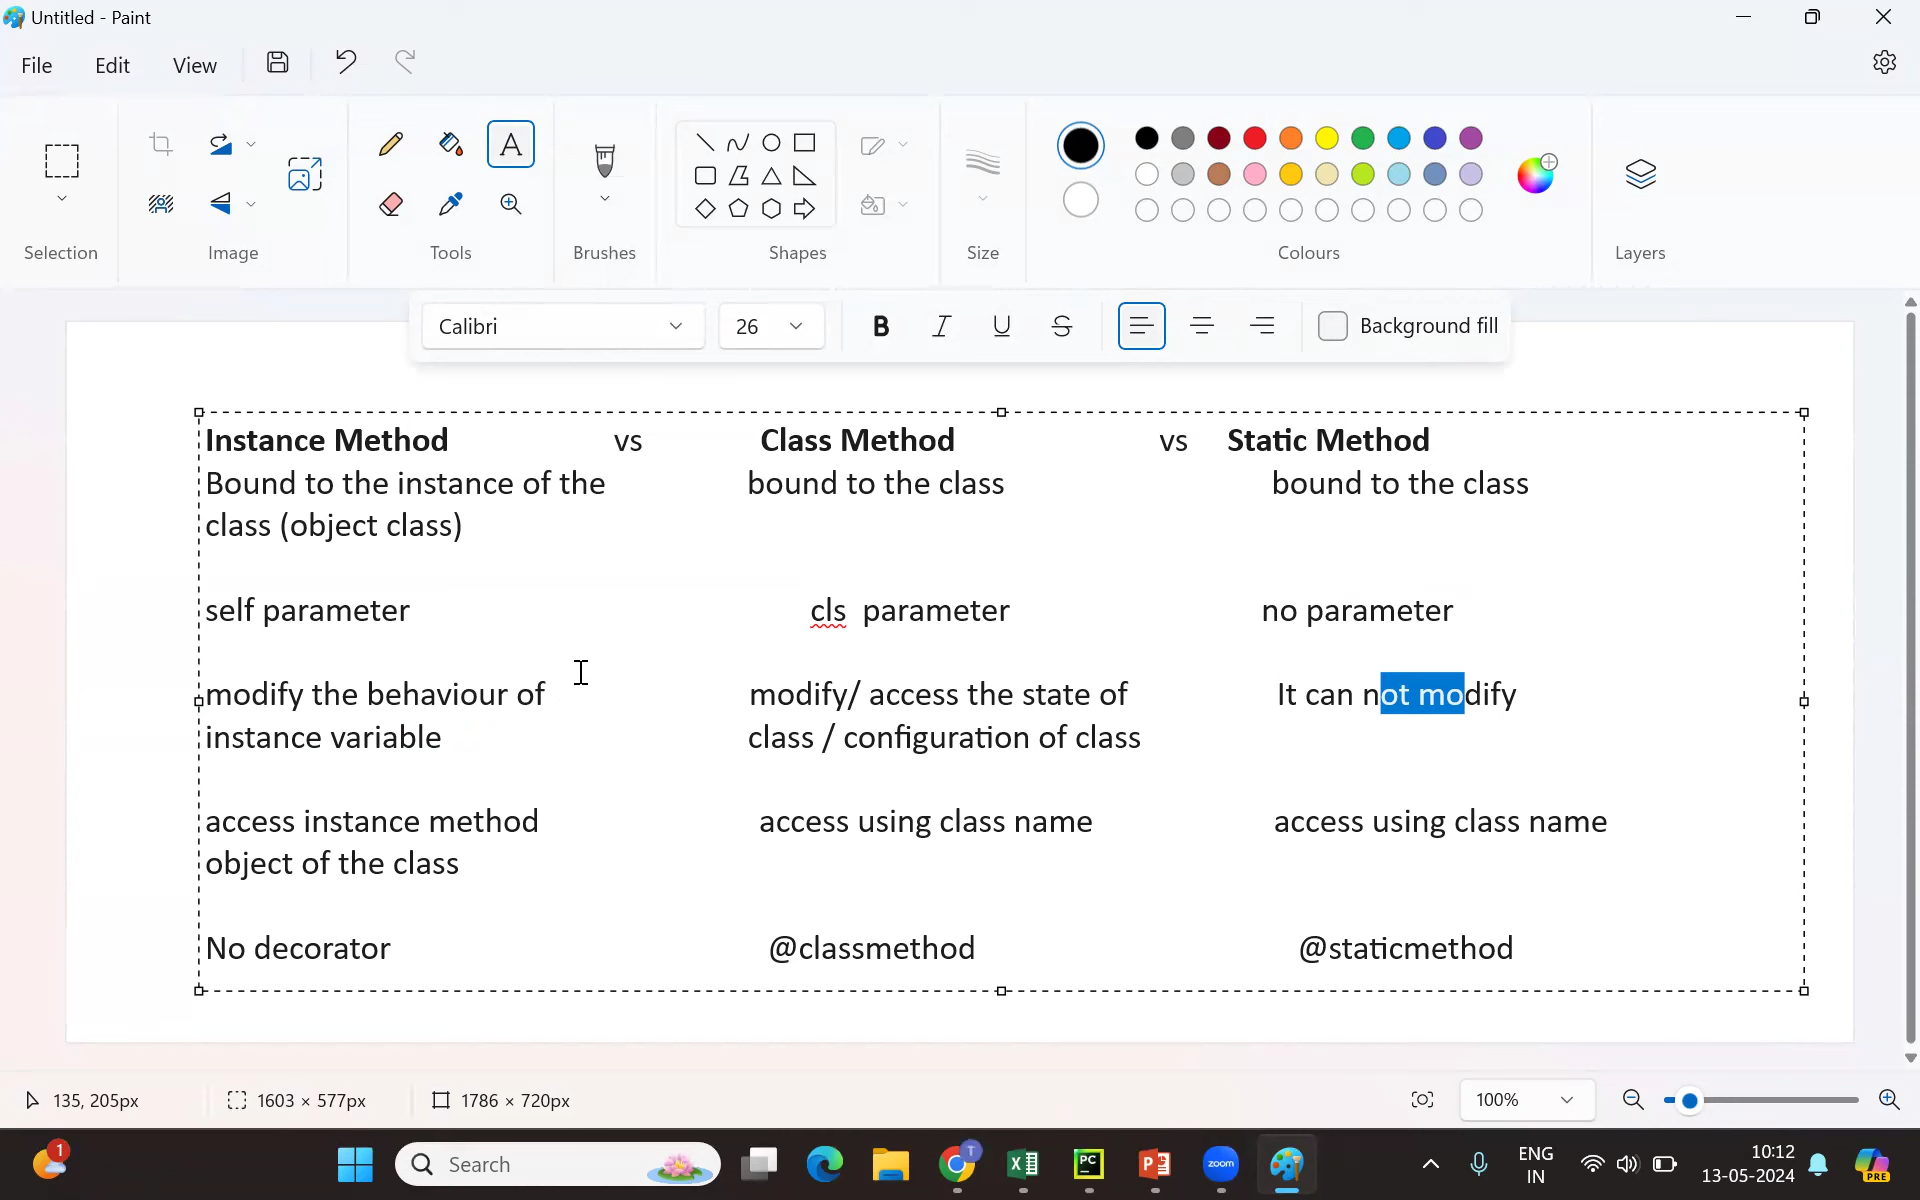 Untitled - Paint
File Edit View
Selection Image Tools Brushes Shapes Size Colours Layers
Calibri 26 B I U A Background fill
Instance Method vs Class Method vs Static Method
Bound to the instance of the bound to the class bound to the class
class (object class)
self parameter cls parameter no parameter
modify the behaviour of modify/ access the state of It can not modify
instance variable class / configuration of class
access instance method access using class name access using class name
object of the class
No decorator @classmethod @staticmethod
135, 205px 1603 × 577px 1786 × 720px 100%
1 Search T PC P zoom ENG 10:12
IN 13-05-2024 PRE